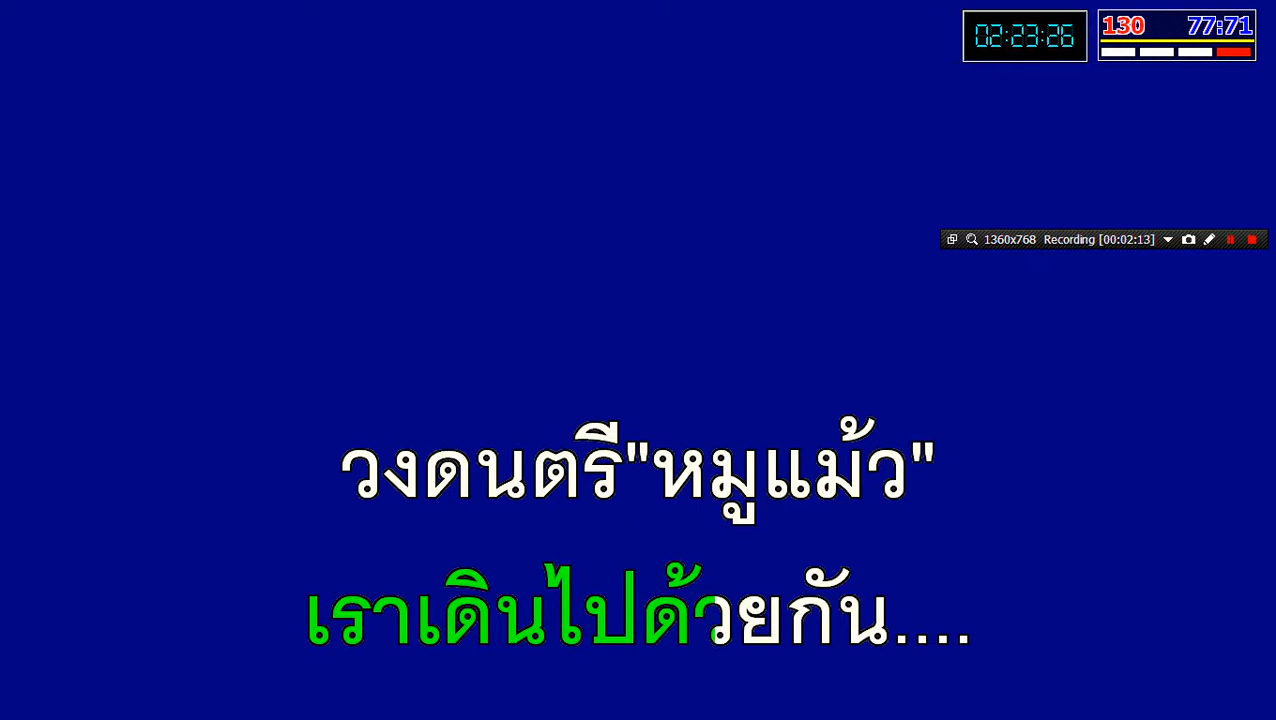 02:23:26
130 77:71
1360x768 Recording [00:02:13]
วงดนตรี"หมูแม้ว"
เราเดินไปด้วยกัน....